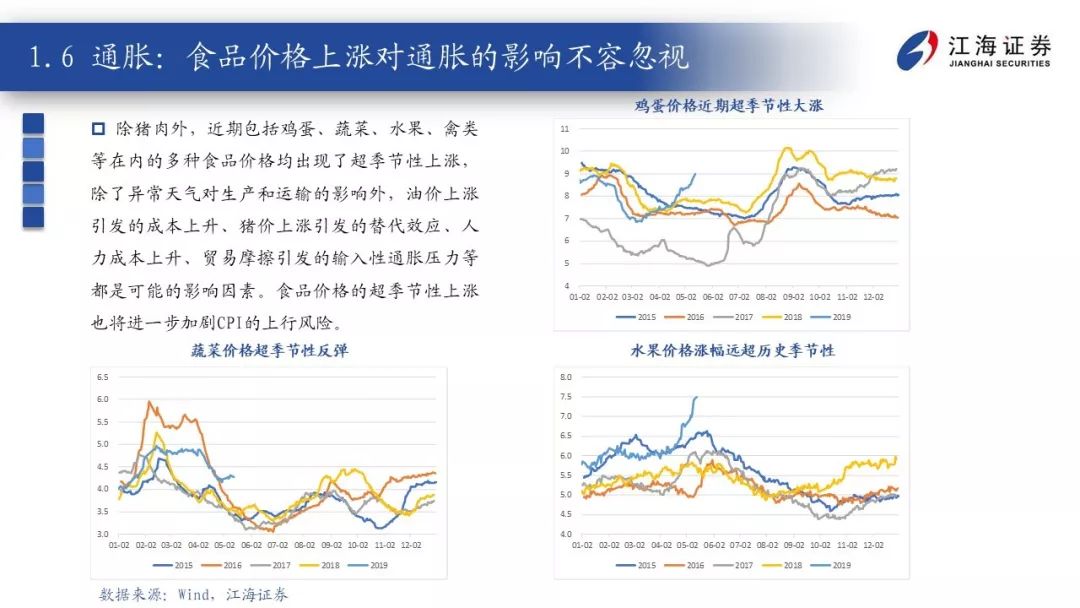 1.6 通胀：食品价格上涨对通胀的影响不容忽视
江海证券
JIANGHAI SECURITIES
除猪肉外，近期包括鸡蛋、蔬菜、水果、禽类
等在内的多种食品价格均出现了超季节性上涨，
除了异常天气对生产和运输的影响外，油价上涨
引发的成本上升、猪价上涨引发的替代效应、人
力成本上升、贸易摩擦引发的输入性通胀压力等
都是可能的影响因素。食品价格的超季节性上涨
也将进一步加剧CPI的上行风险。
鸡蛋价格近期超季节性大涨
11
10
9
8
7
6
5
4
01-02 02-02 03-02 04-02 05-02 06-02 07-02 08-02 09-02 10-02 11-02 12-02
2015 2016 2017 2018 2019
蔬菜价格超季节性反弹
6.5
6.0
5.5
5.0
4.5
4.0
3.5
3.0
01-02 02-02 03-02 04-02 05-02 06-02 07-02 08-02 09-02 10-02 11-02 12-02
2015 2016 2017 2018 2019
水果价格涨幅远超历史季节性
8.0
7.5
7.0
6.5
6.0
5.5
5.0
4.5
4.0
01-02 02-02 03-02 04-02 05-02 06-02 07-02 08-02 09-02 10-02 11-02 12-02
2015 2016 2017 2018 2019
数据来源：Wind，江海证券